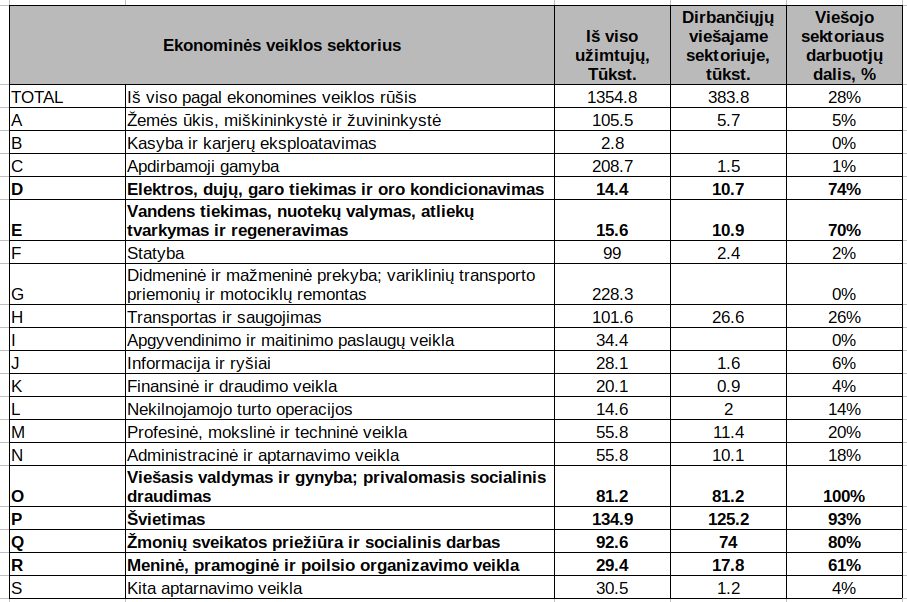 Ekonominės veiklos sektorius
Iš viso
užimtujų,
Tūkst.
Dirbančiųjų
viešajame
sektoriuje,
tūkst.
Viešojo
sektoriaus
darbuotjų
dalis, %
TOTAL Iš viso pagal ekonomines veiklos rūšis 1354.8 383.8 28%
A Žemės ūkis, miškininkystė ir žuvininkystė 105.5 5.7 5%
B Kasyba ir karjerų eksploatavimas 2.8 0%
C Apdirbamoji gamyba 208.7 1.5 1%
D Elektros, dujų, garo tiekimas ir oro kondicionavimas 14.4 10.7 74%
Vandens tiekimas, nuotekų valymas, atliekų
E tvarkymas ir regeneravimas 15.6 10.9 70%
F Statyba 99 2.4 2%
Didmeninė ir mažmeninė prekyba; variklinių transporto
G priemonių ir motociklų remontas 228.3 0%
H Transportas ir saugojimas 101.6 26.6 26%
I Apgyvendinimo ir maitinimo paslaugų veikla 34.4 0%
J Informacija ir ryšiai 28.1 1.6 6%
K Finansinė ir draudimo veikla 20.1 0.9 4%
L Nekilnojamojo turto operacijos 14.6 2 14%
M Profesinė, mokslinė ir techninė veikla 55.8 11.4 20%
N Administracinė ir aptarnavimo veikla 55.8 10.1 18%
Viešasis valdymas ir gynyba; privalomasis socialinis
O draudimas 81.2 81.2 100%
P Švietimas 134.9 125.2 93%
Q Žmonių sveikatos priežiūra ir socialinis darbas 92.6 74 80%
R Meninė, pramoginė ir poilsio organizavimo veikla 29.4 17.8 61%
S Kita aptarnavimo veikla 30.5 1.2 4%